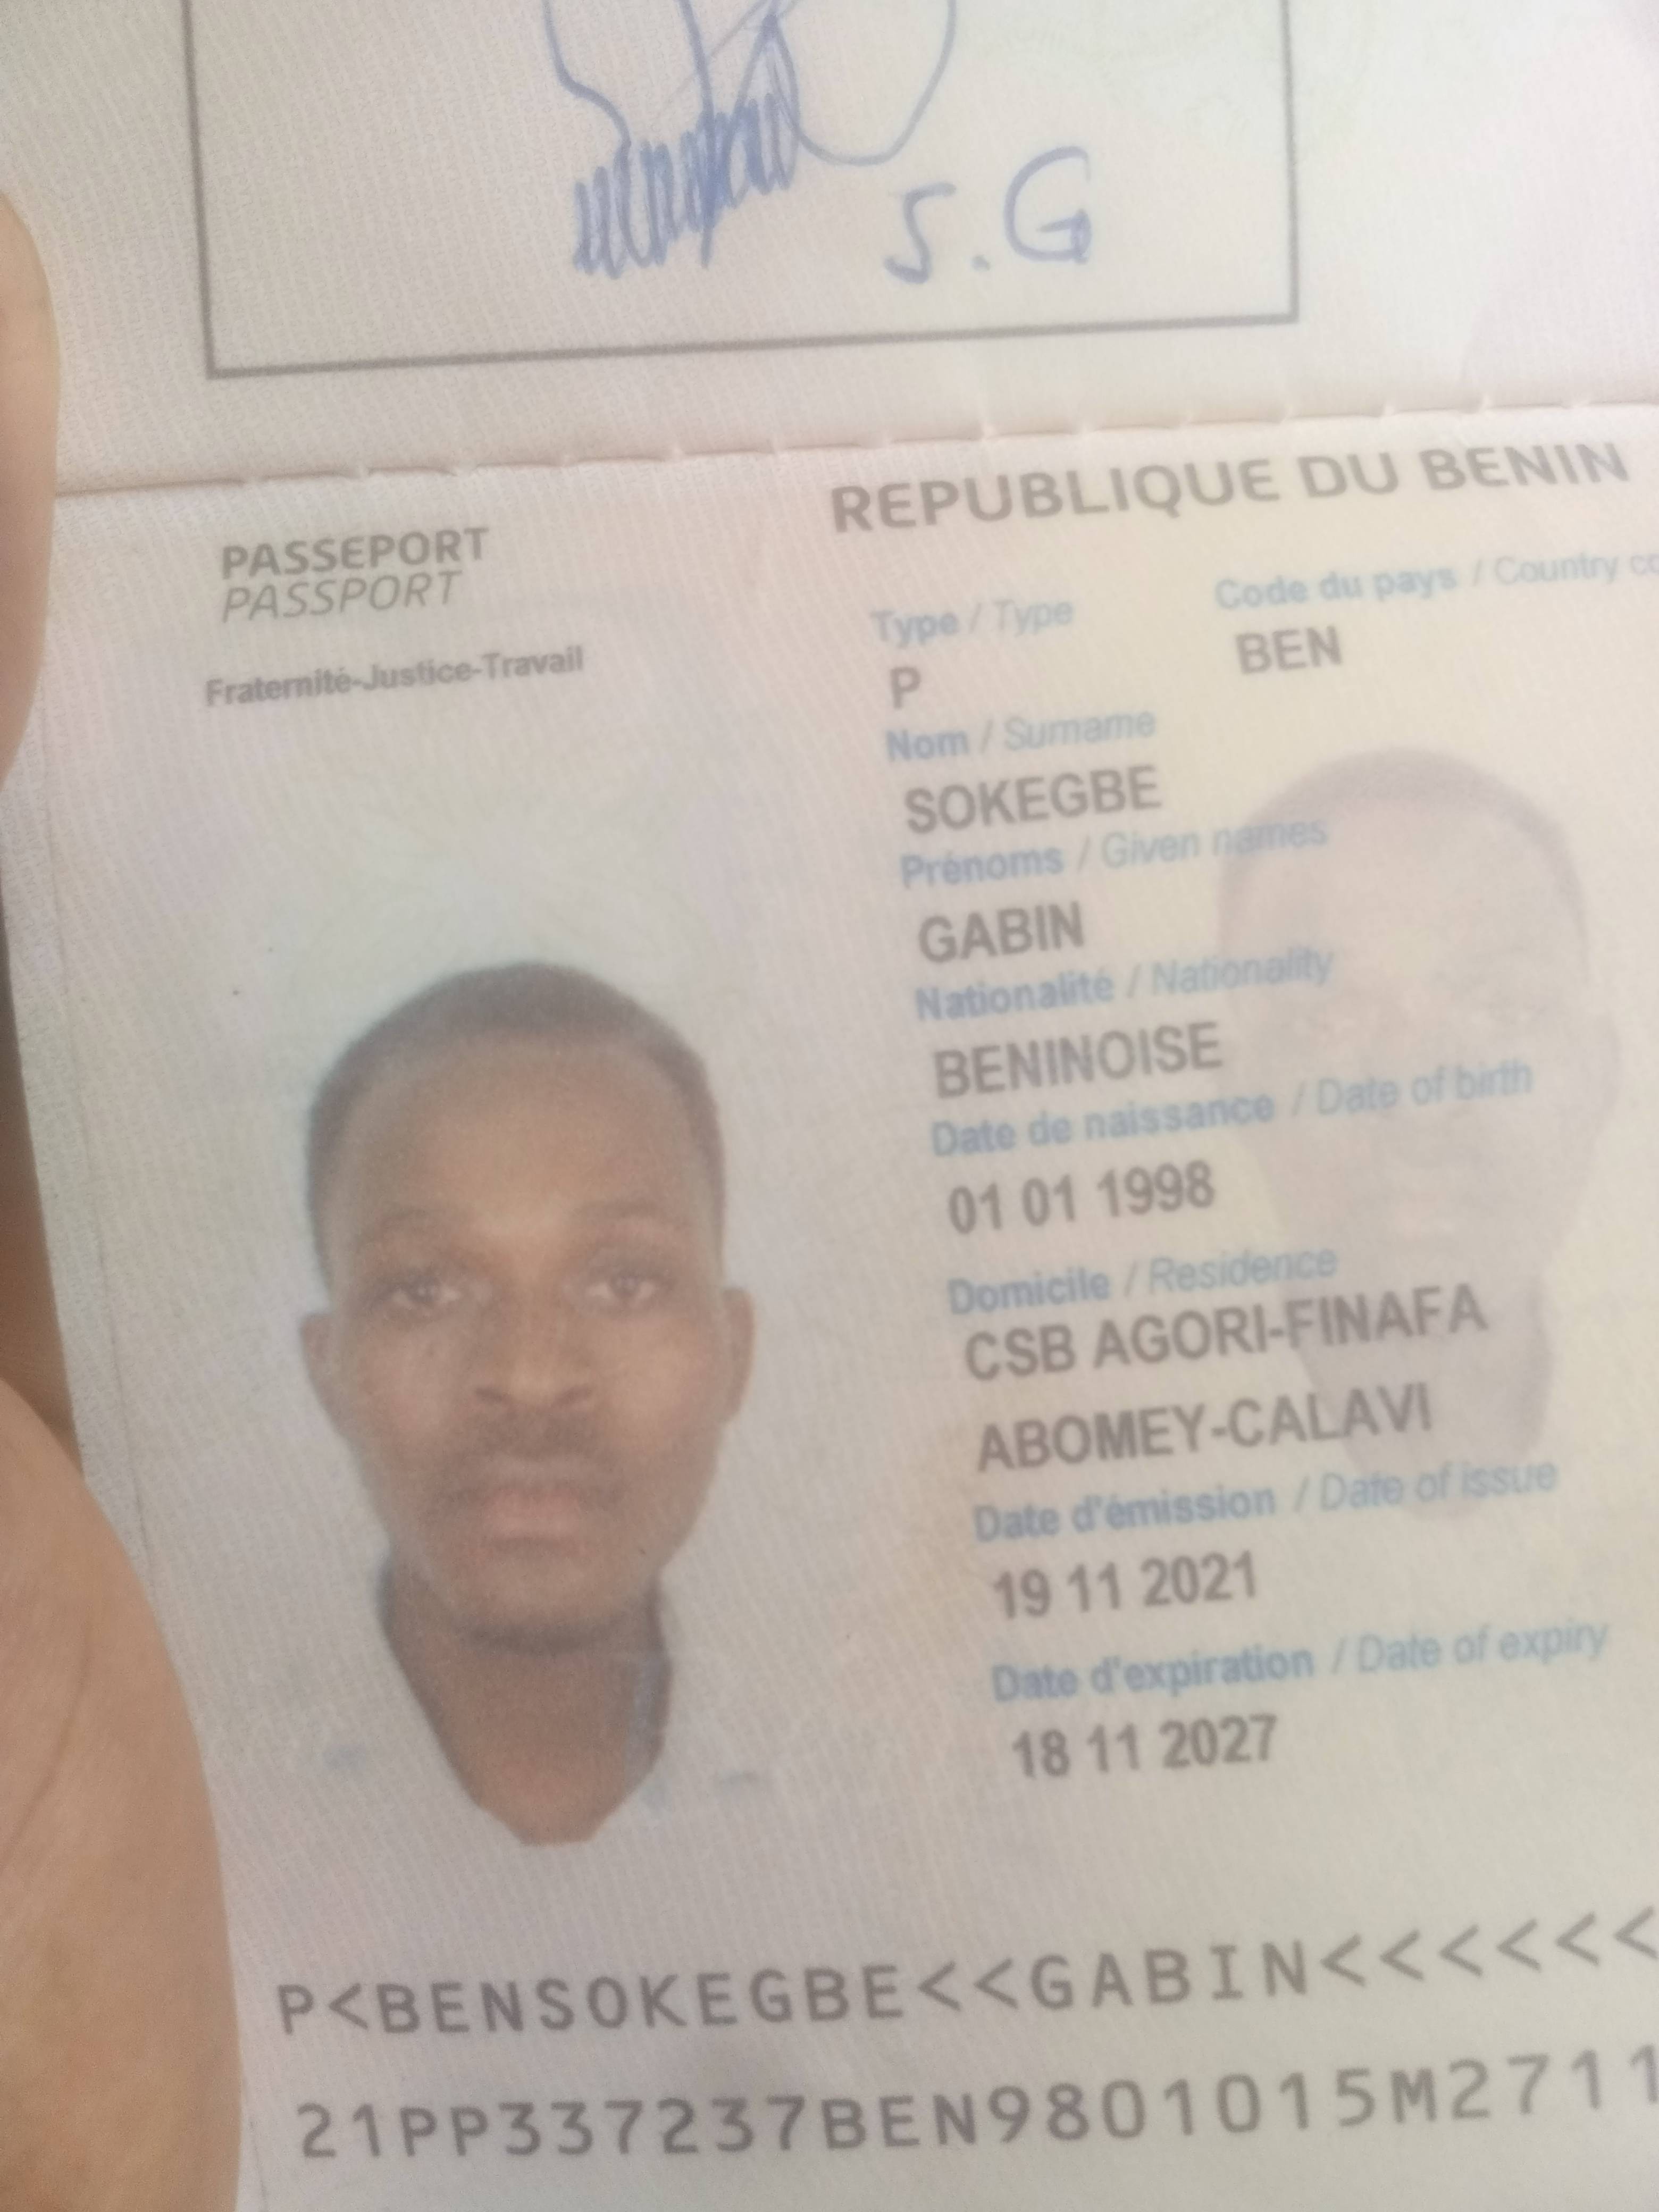 S.G
REPUBLIQUE DU BENIN
PASSEPORT
PASSPORT
Fraternité-Justice-Travail
Type / Type
Code du pays / Country co
P
BEN
Nom / Surname
SOKEGBE
Prénoms / Given names
GABIN
Nationalité / Nationality
BENINOISE
Date de naissance / Date of birth
01 01 1998
Domicile / Residence
CSB AGORI-FINAFA
ABOMEY-CALAVI
Date d'émission / Date of issue
19 11 2021
Date d'expiration / Date of expiry
18 11 2027
P<BENSOKEGBE<<GABIN<<<<<<
21PP337237BEN9801015M2711